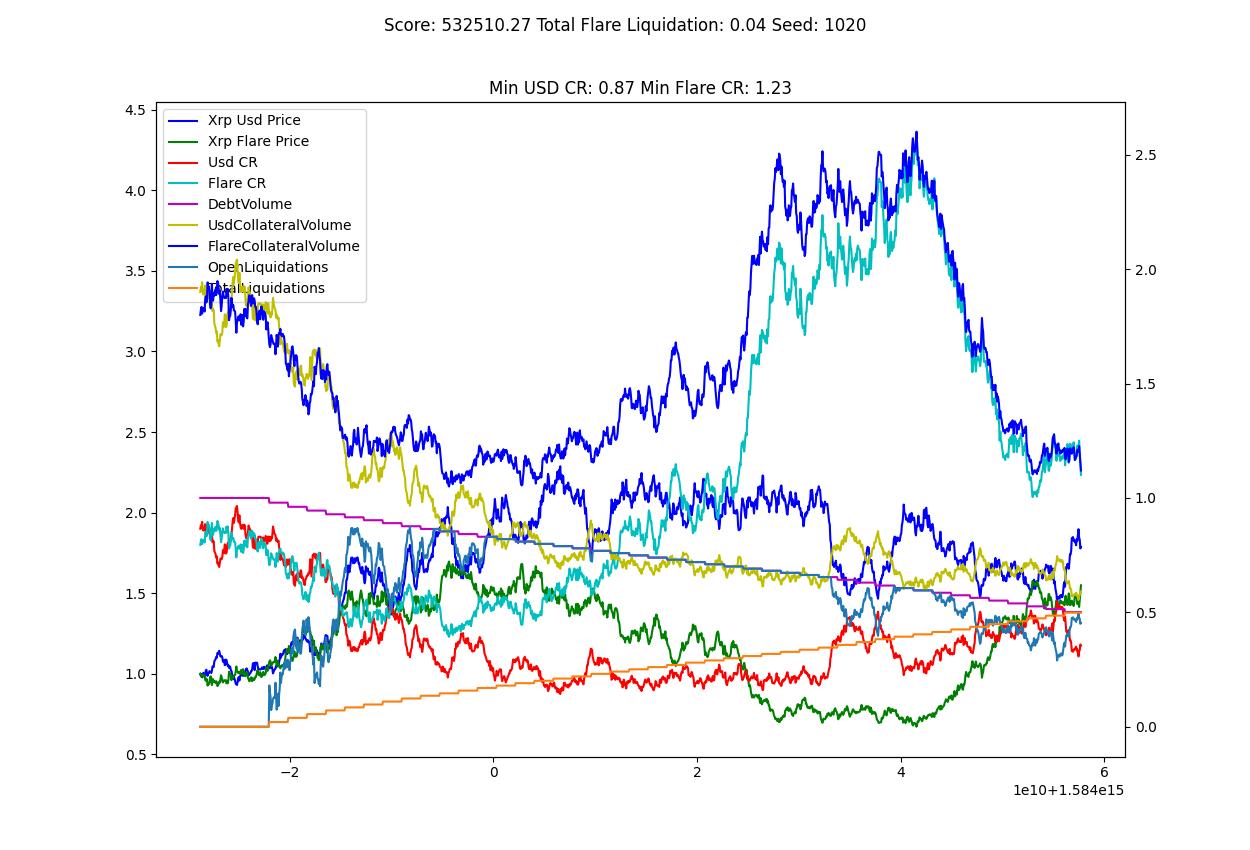 Score: 532510.27 Total Flare Liquidation: 0.04 Seed: 1020
Min USD CR: 0.87 Min Flare CR: 1.23
Xrp Usd Price
Xrp Flare Price
Usd CR
Flare CR
DebtVolume
UsdCollateralVolume
FlareCollateralVolume
OpenLiquidations
TotalLiquidations
4.5
4.0
3.5
3.0
2.5
2.0
1.5
1.0
0.5
2.5
2.0
1.5
1.0
0.5
0.0
−2
0
2
4
6
1e10+1.584e15